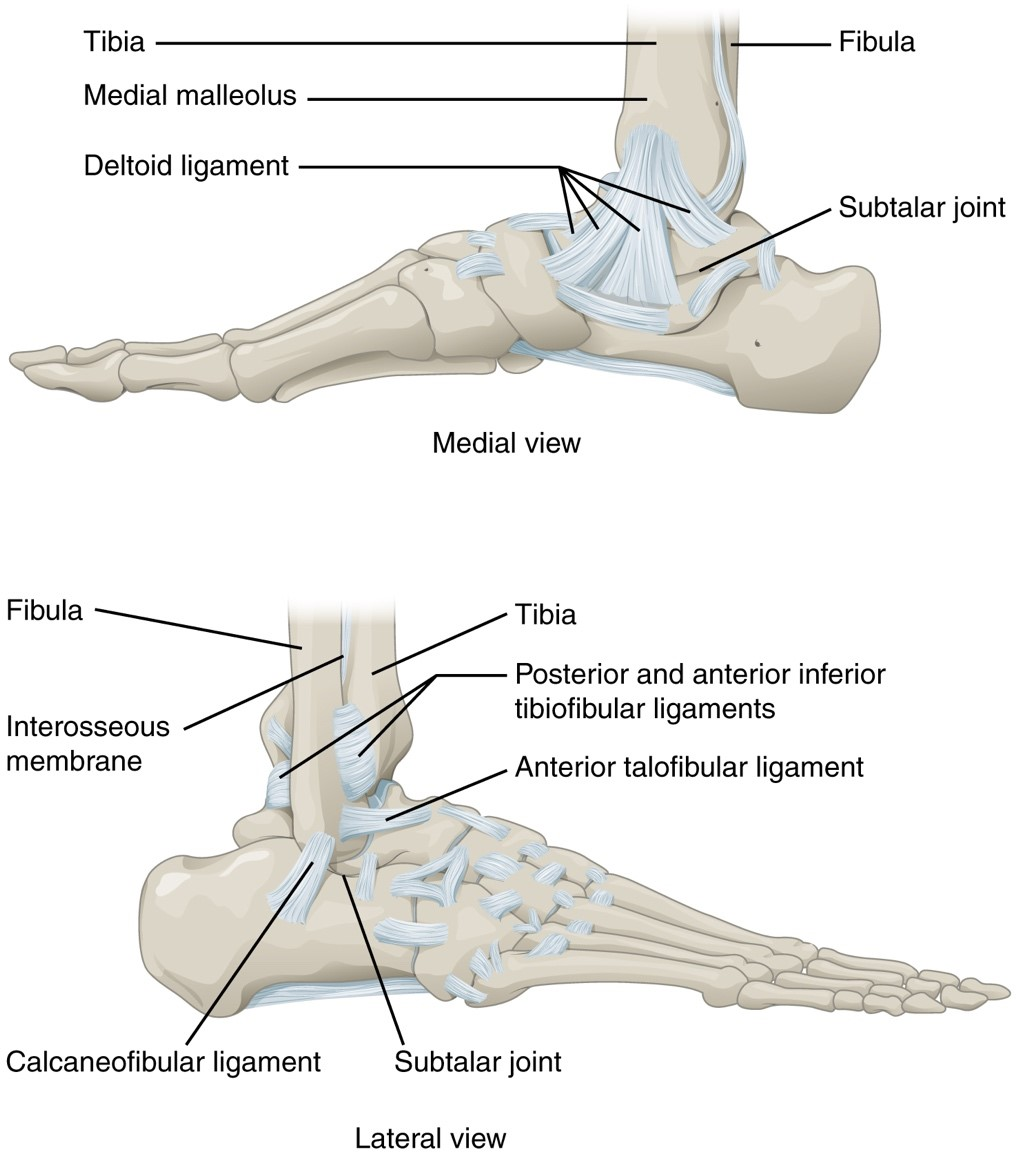 Tibia
Fibula
Medial malleolus
Deltoid ligament
Subtalar joint
Medial view
Fibula
Tibia
Posterior and anterior inferior
tibiofibular ligaments
Interosseous
membrane
Anterior talofibular ligament
Calcaneofibular ligament
Subtalar joint
Lateral view